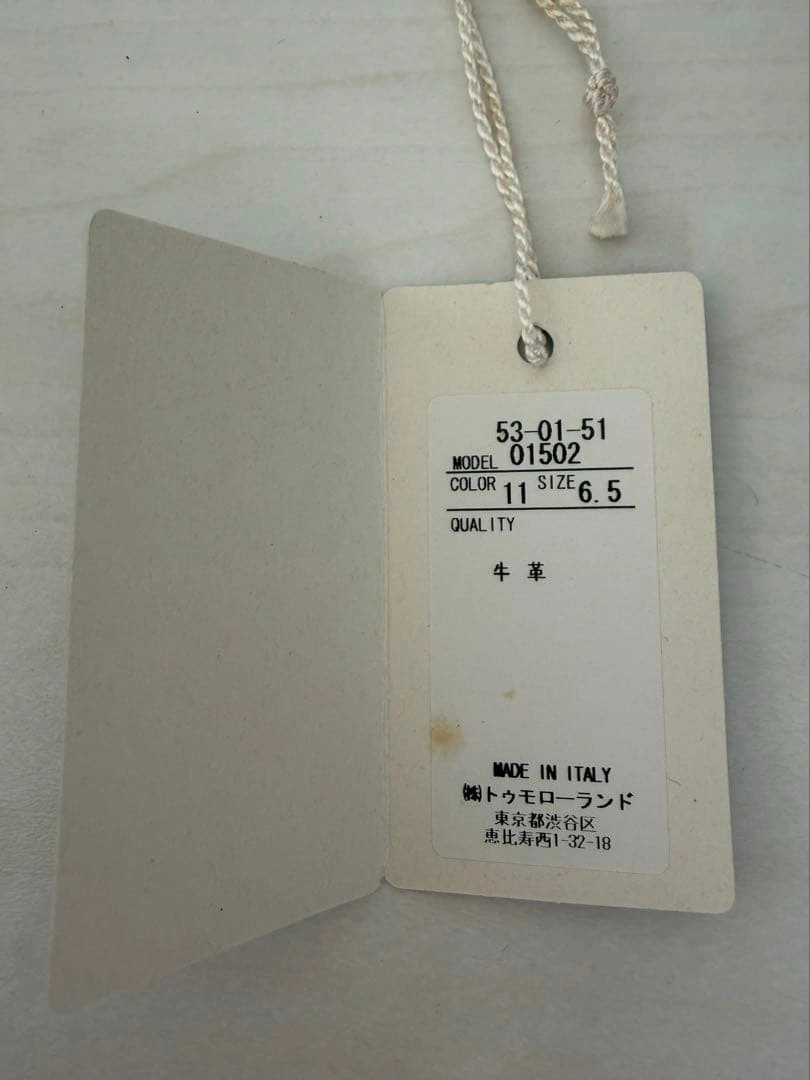 53-01-51
MODEL 01502
COLOR 11 SIZE 6.5
QUALITY
牛 革
MADE IN ITALY
㈱トゥモローランド
東京都渋谷区
恵比寿西1-32-18